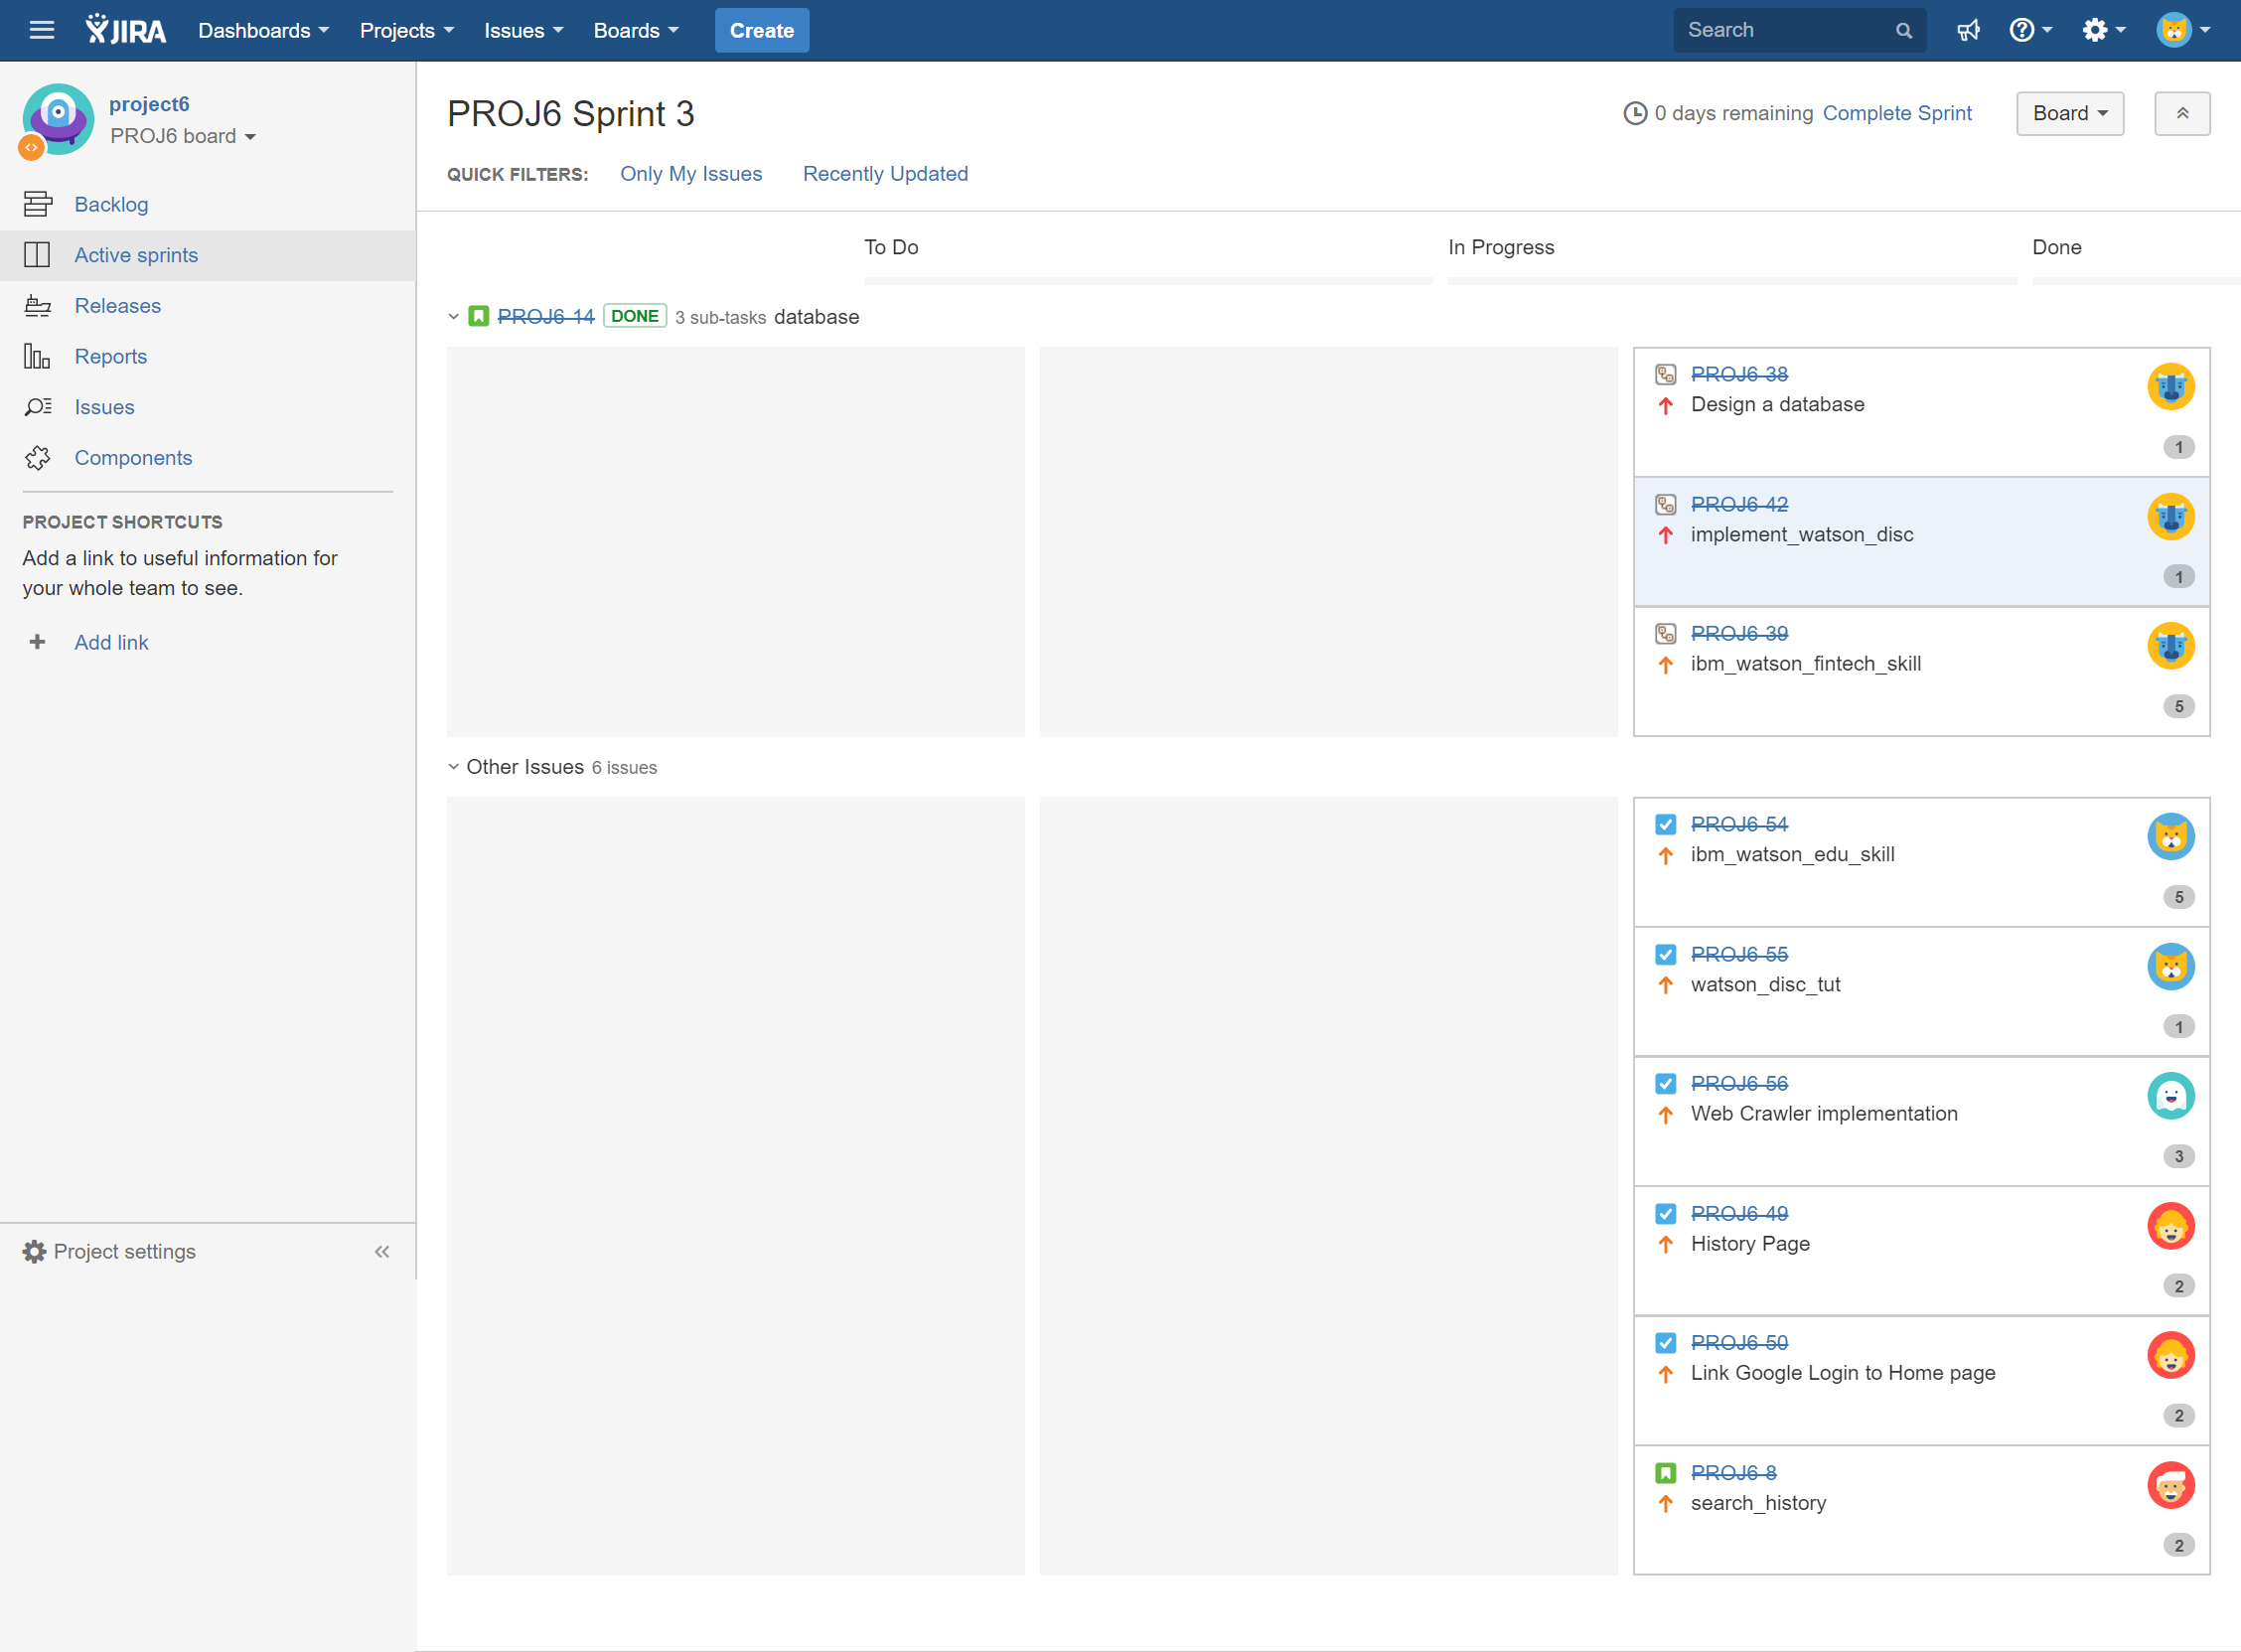 JIRA Dashboards Projects Issues Boards Create Search
project6
PROJ6 board
Backlog
Active sprints
Releases
Reports
Issues
Components
PROJECT SHORTCUTS
Add a link to useful information for
your whole team to see.
Add link
Project settings
PROJ6 Sprint 3
0 days remaining Complete Sprint Board
QUICK FILTERS: Only My Issues Recently Updated
To Do In Progress Done
PROJ6-14 DONE 3 sub-tasks database
PROJ6-38
Design a database
1
PROJ6-42
implement_watson_disc
1
PROJ6-39
ibm_watson_fintech_skill
5
Other Issues 6 issues
PROJ6-54
ibm_watson_edu_skill
5
PROJ6-55
watson_disc_tut
1
PROJ6-56
Web Crawler implementation
3
PROJ6-49
History Page
2
PROJ6-50
Link Google Login to Home page
2
PROJ6-8
search_history
2